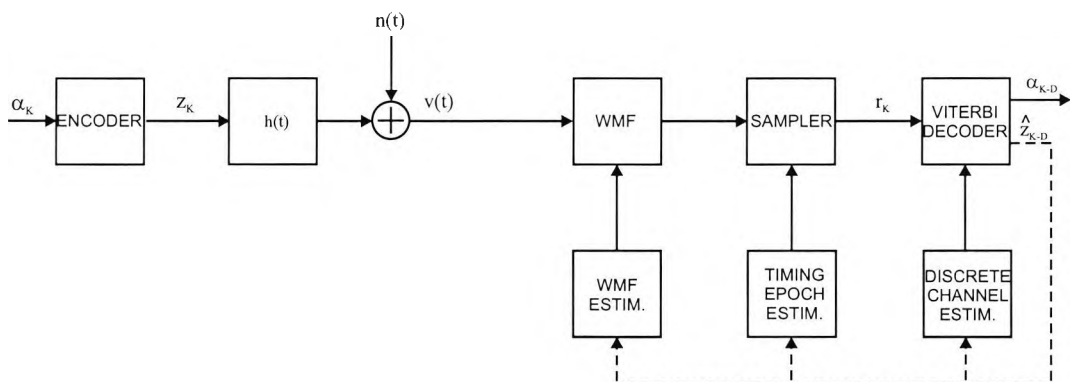 n(t)
α_K
ENCODER
z_K
h(t)
v(t)
WMF
SAMPLER
r_K
VITERBI
DECODER
α_K-D
ẑ_K-D
WMF
ESTIM.
TIMING
EPOCH
ESTIM.
DISCRETE
CHANNEL
ESTIM.